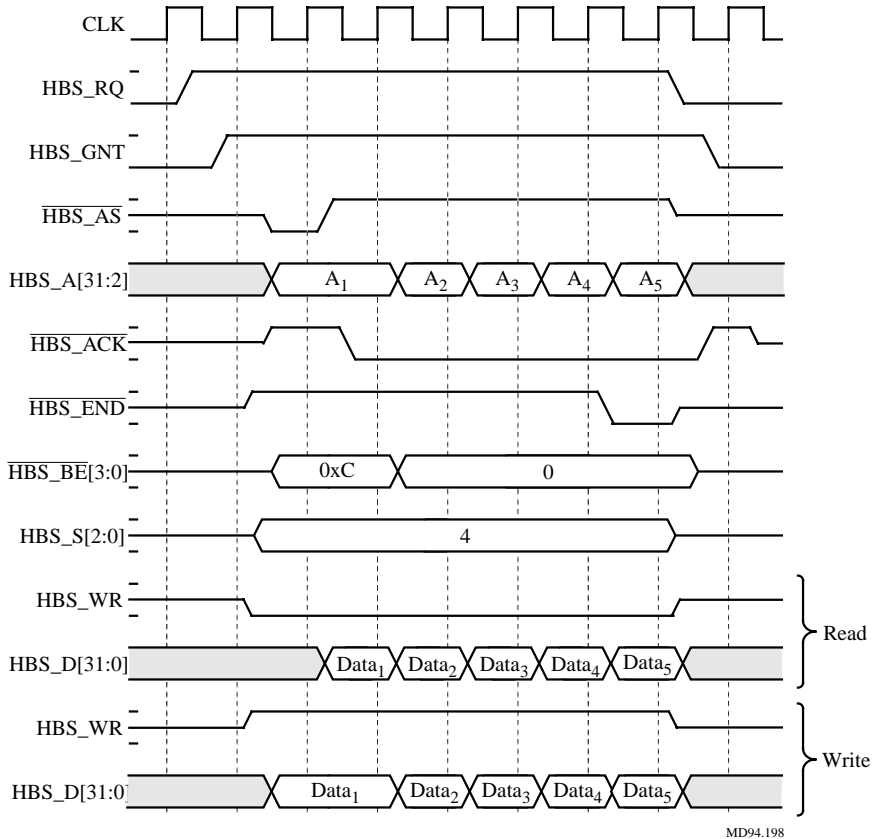 CLK
HBS_RQ
HBS_GNT
HBS_AS
HBS_A[31:2] A1 A2 A3 A4 A5
HBS_ACK
HBS_END
HBS_BE[3:0] 0xC 0
HBS_S[2:0] 4
HBS_WR
Read
HBS_D[31:0] Data1 Data2 Data3 Data4 Data5
HBS_WR
Write
HBS_D[31:0] Data1 Data2 Data3 Data4 Data5
MD94.198